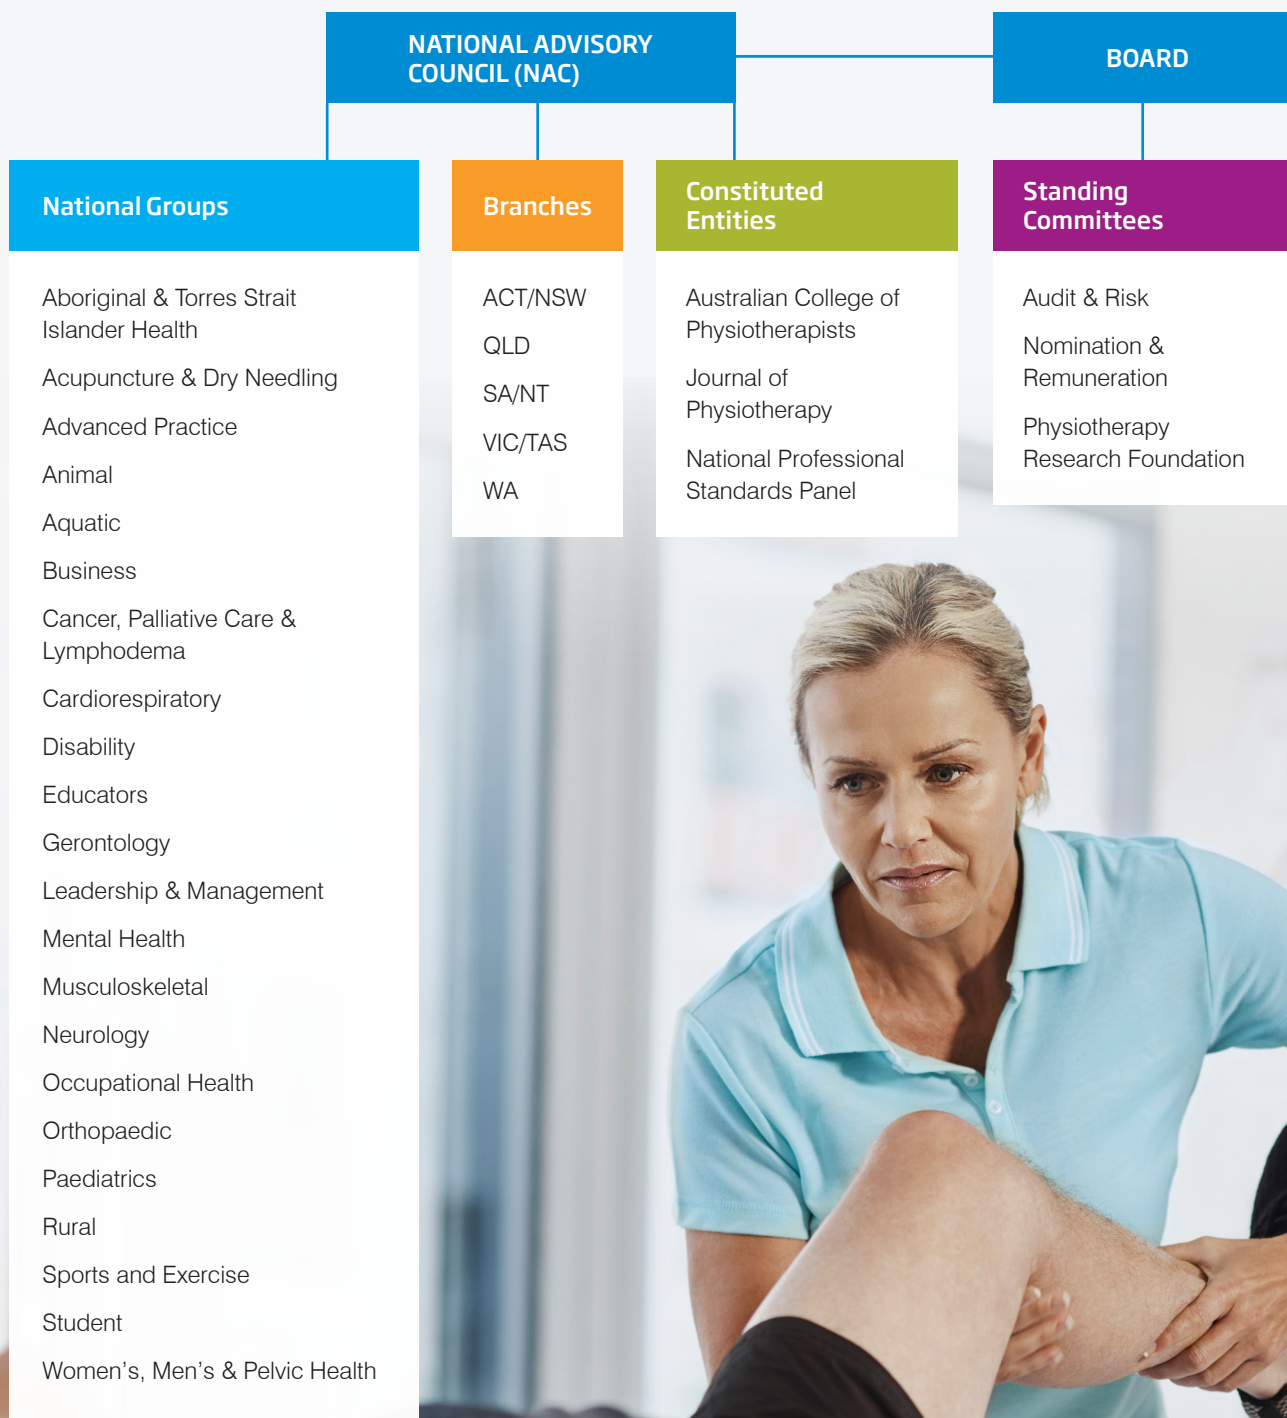 NATIONAL ADVISORY
COUNCIL (NAC)
BOARD
National Groups
Aboriginal & Torres Strait
Islander Health
Acupuncture & Dry Needling
Advanced Practice
Animal
Aquatic
Business
Cancer, Palliative Care &
Lymphodema
Cardiorespiratory
Disability
Educators
Gerontology
Leadership & Management
Mental Health
Musculoskeletal
Neurology
Occupational Health
Orthopaedic
Paediatrics
Rural
Sports and Exercise
Student
Women's, Men's & Pelvic Health
Branches
ACT/NSW
QLD
SA/NT
VIC/TAS
WA
Constituted
Entities
Australian College of
Physiotherapists
Journal of
Physiotherapy
National Professional
Standards Panel
Standing
Committees
Audit & Risk
Nomination &
Remuneration
Physiotherapy
Research Foundation